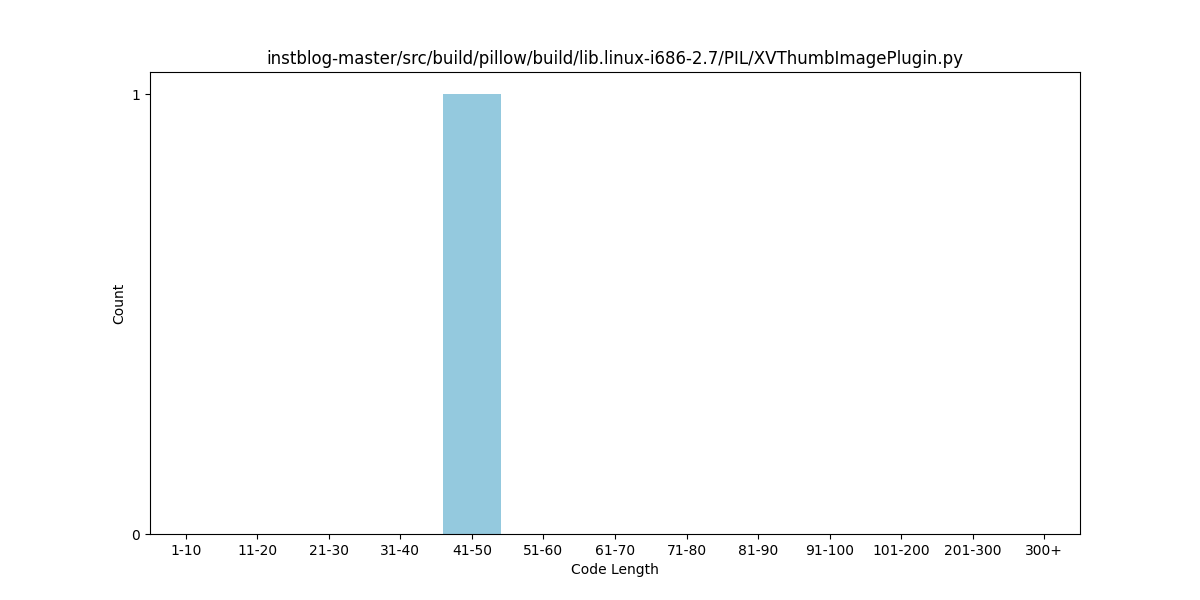 instblog-master/src/build/pillow/build/lib.linux-i686-2.7/PIL/XVThumbImagePlugin.py
1
Count
0
1-10 11-20 21-30 31-40 41-50 51-60 61-70 71-80 81-90 91-100 101-200 201-300 300+
Code Length